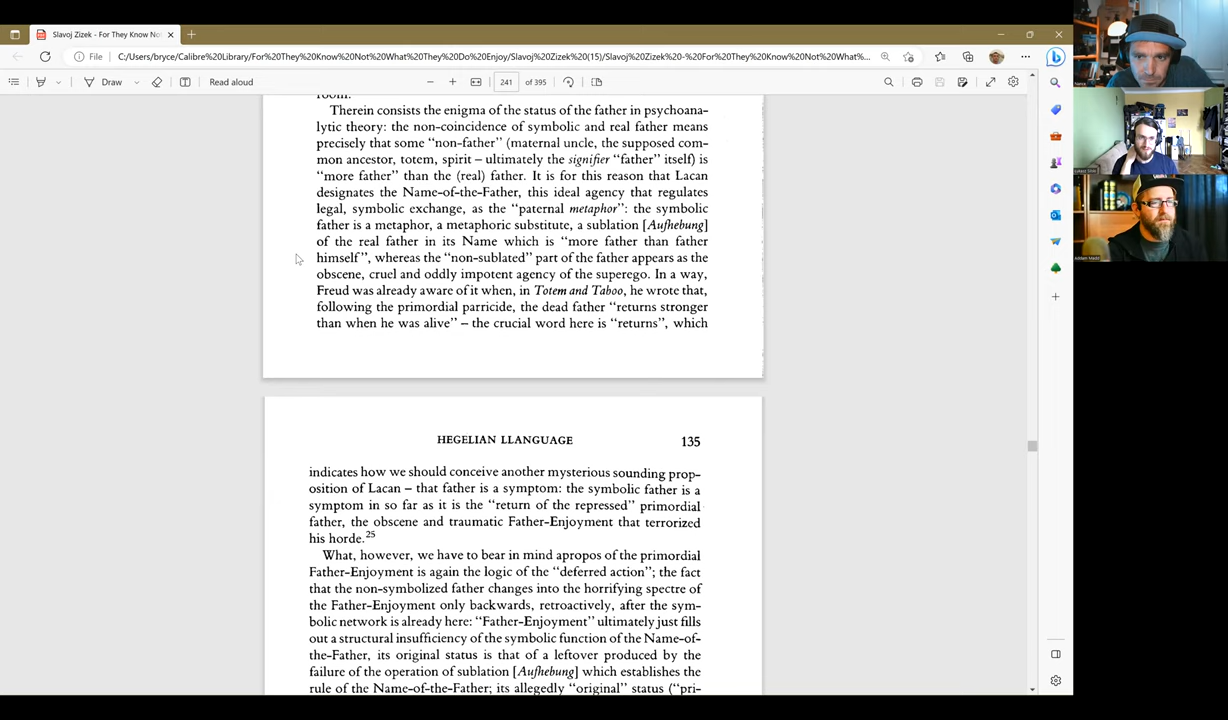 Slavoj Zizek - For They Know Not
File
C:/Users/bryce/Calibre%20Library/For%20They%20Know%20Not%20What%20They%20Do%20Enjoy/Slavoj%20Zizek%20(15)/Slavoj%20Zizek%20-%20For%20They%20Know%20Not%20What%...
Draw
Read aloud
241 of 395
room.
Therein consists the enigma of the status of the father in psychoana-
lytic theory: the non-coincidence of symbolic and real father means
precisely that some “non-father” (maternal uncle, the supposed com-
mon ancestor, totem, spirit – ultimately the signifier “father” itself) is
“more father” than the (real) father. It is for this reason that Lacan
designates the Name-of-the-Father, this ideal agency that regulates
legal, symbolic exchange, as the “paternal metaphor”: the symbolic
father is a metaphor, a metaphoric substitute, a sublation [Aufhebung]
of the real father in its Name which is “more father than father
himself”, whereas the “non-sublated” part of the father appears as the
obscene, cruel and oddly impotent agency of the superego. In a way,
Freud was already aware of it when, in Totem and Taboo, he wrote that,
following the primordial parricide, the dead father “returns stronger
than when he was alive” – the crucial word here is “returns”, which
HEGELIAN LLANGUAGE 135
indicates how we should conceive another mysterious sounding prop-
osition of Lacan – that father is a symptom: the symbolic father is a
symptom in so far as it is the “return of the repressed” primordial
father, the obscene and traumatic Father-Enjoyment that terrorized
his horde.25
What, however, we have to bear in mind apropos of the primordial
Father-Enjoyment is again the logic of the “deferred action”; the fact
that the non-symbolized father changes into the horrifying spectre of
the Father-Enjoyment only backwards, retroactively, after the sym-
bolic network is already here: “Father-Enjoyment” ultimately just fills
out a structural insufficiency of the symbolic function of the Name-of-
the-Father, its original status is that of a leftover produced by the
failure of the operation of sublation [Aufhebung] which establishes the
rule of the Name-of-the-Father; its allegedly “original” status (“pri-